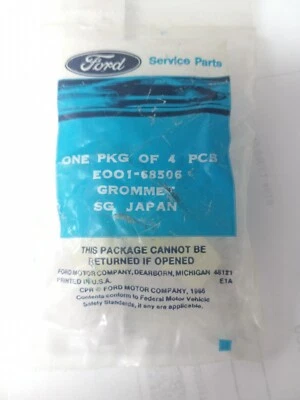 Ford Service Parts
ONE PKG OF 4 PCB
EOO1-68506
GROMMET
SG, JAPAN
THIS PACKAGE CANNOT BE
RETURNED IF OPENED
FORD MOTOR COMPANY, DEARBORN, MICHIGAN 48121
PRINTED IN U.S.A. E1A
CPR © FORD MOTOR COMPANY, 1986
Contents conform to Federal Motor Vehicle
Safety Standards, if any are applicable.